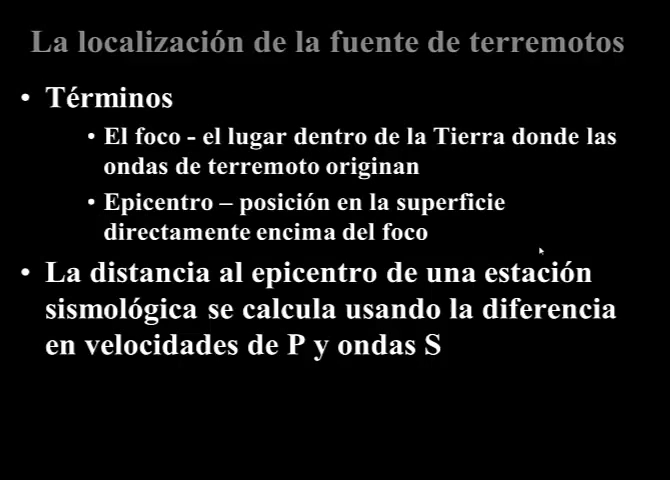 La localización de la fuente de terremotos
• Términos
• El foco - el lugar dentro de la Tierra donde las
ondas de terremoto originan
• Epicentro – posición en la superficie
directamente encima del foco
• La distancia al epicentro de una estación
sismológica se calcula usando la diferencia
en velocidades de P y ondas S